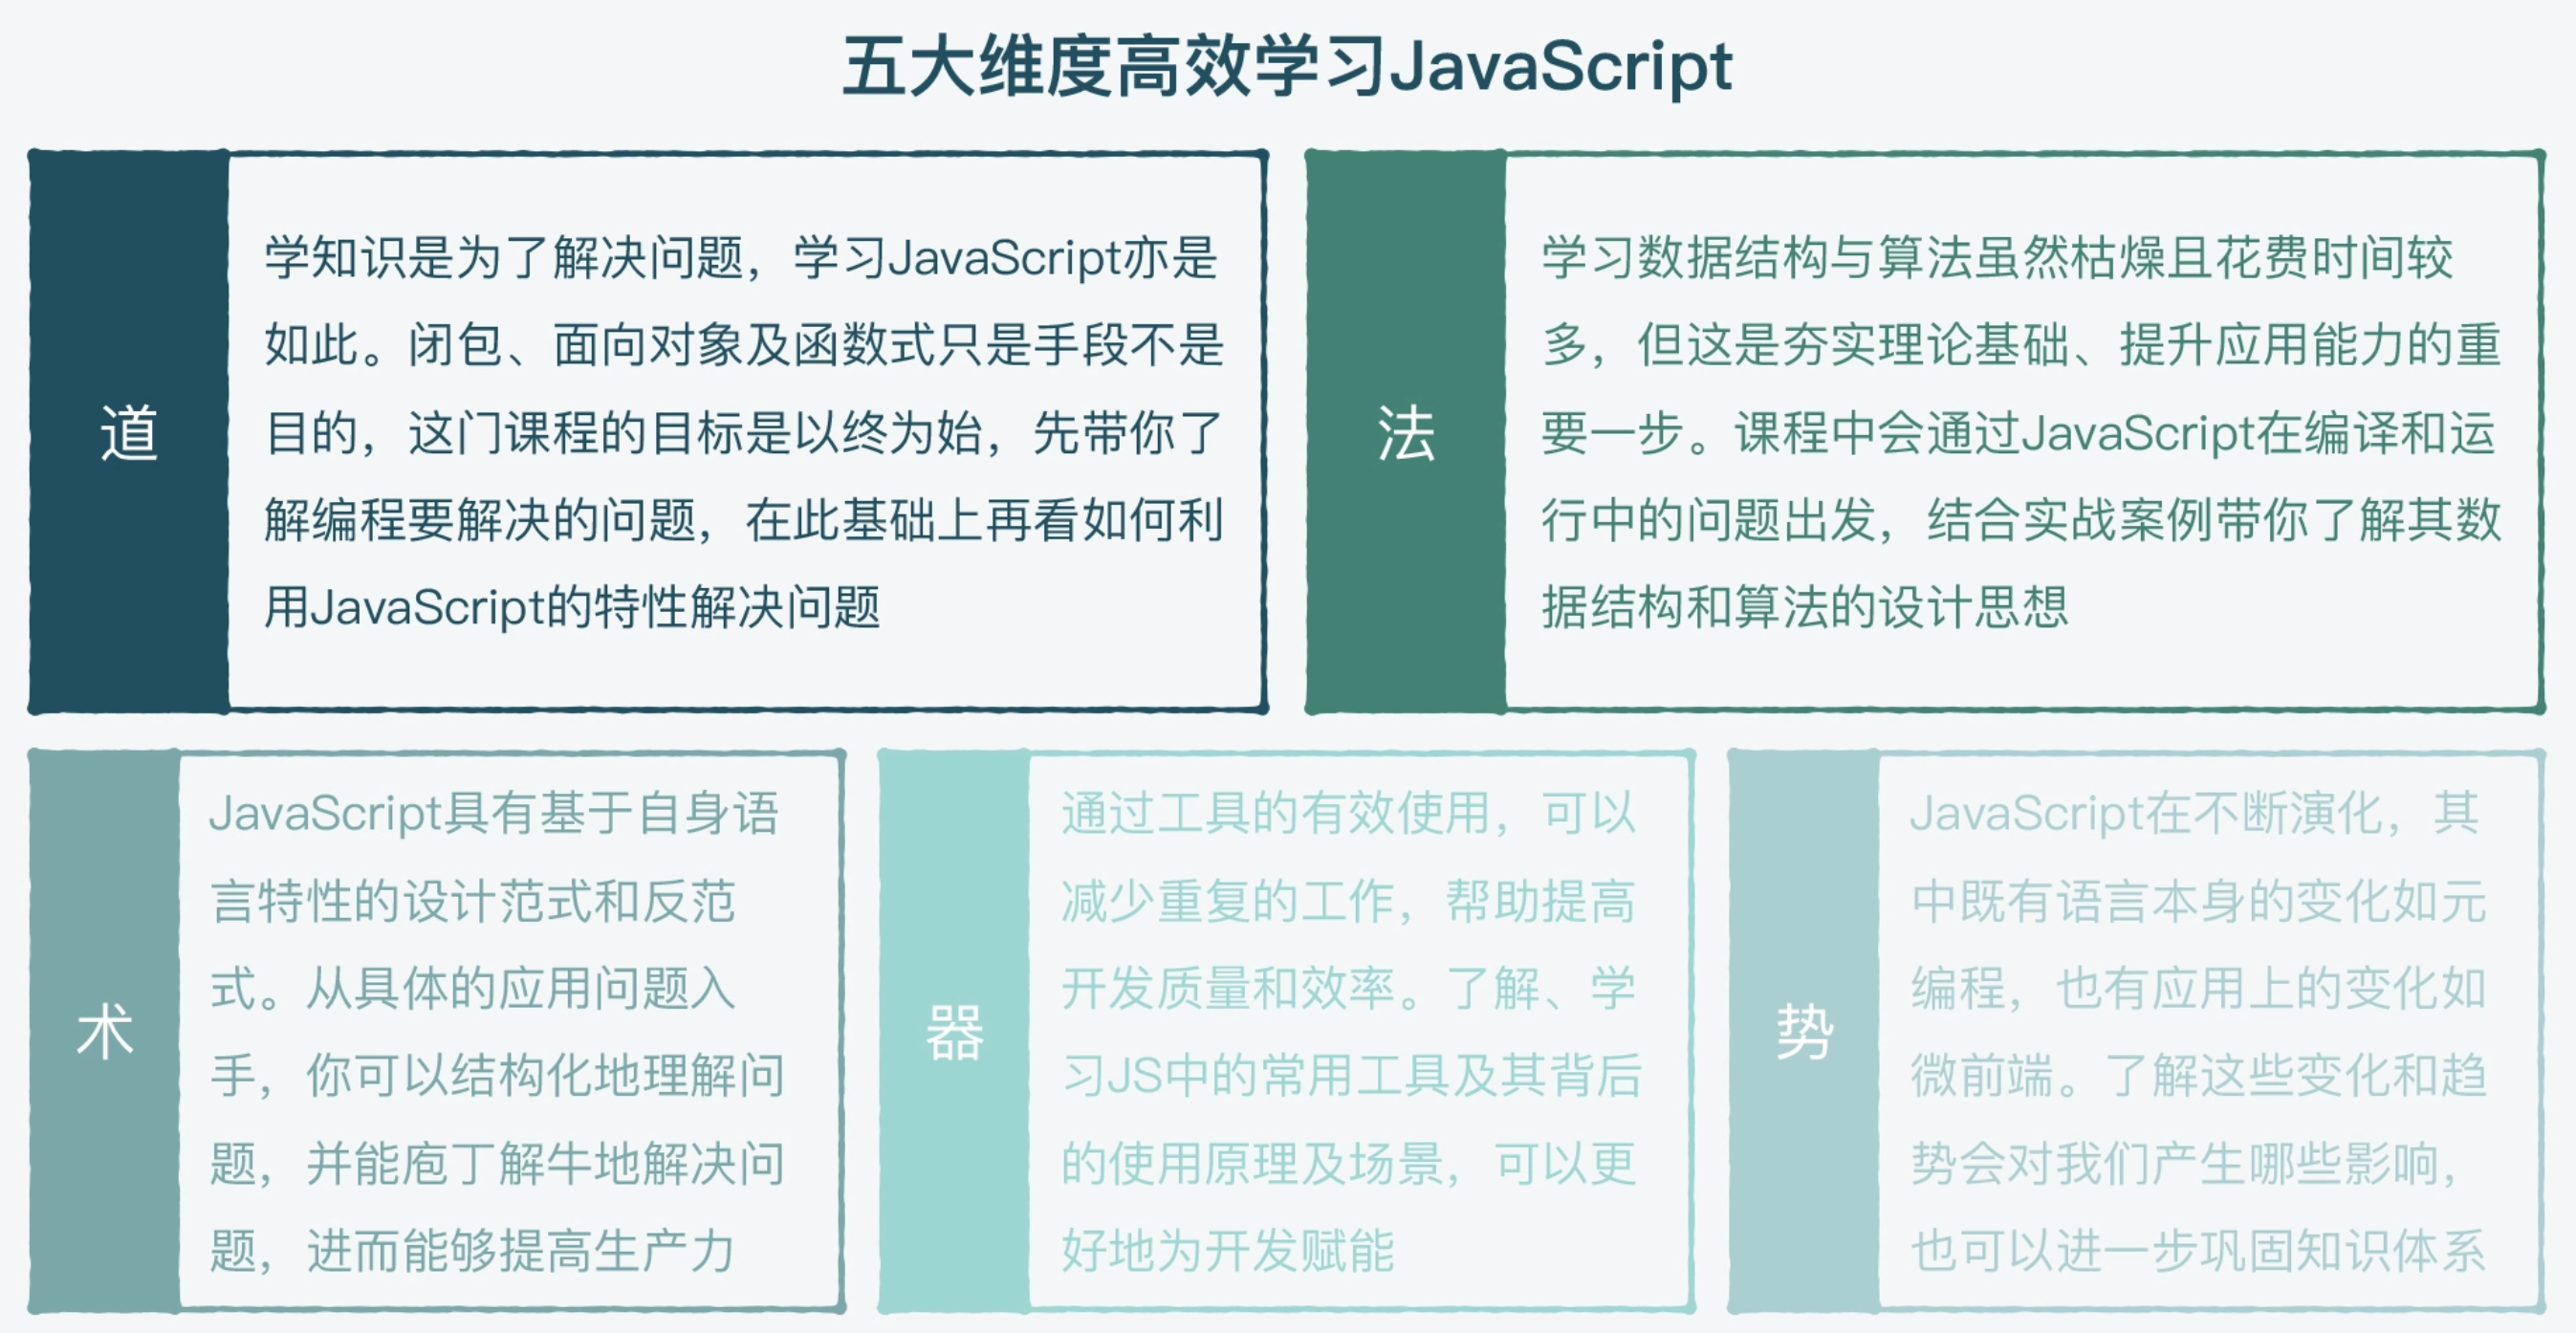 五大维度高效学习JavaScript
道
学知识是为了解决问题，学习JavaScript亦是
如此。闭包、面向对象及函数式只是手段不是
目的，这门课程的目标是以终为始，先带你了
解编程要解决的问题，在此基础上再看如何利
用JavaScript的特性解决问题
法
学习数据结构与算法虽然枯燥且花费时间较
多，但这是夯实理论基础、提升应用能力的重
要一步。课程中会通过JavaScript在编译和运
行中的问题出发，结合实战案例带你了解其数
据结构和算法的设计思想
术
JavaScript具有基于自身语
言特性的设计范式和反范
式。从具体的应用问题入
手，你可以结构化地理解问
题，并能庖丁解牛地解决问
题，进而能够提高生产力
器
通过工具的有效使用，可以
减少重复的工作，帮助提高
开发质量和效率。了解、学
习JS中的常用工具及其背后
的使用原理及场景，可以更
好地为开发赋能
势
JavaScript在不断演化，其
中既有语言本身的变化如元
编程，也有应用上的变化如
微前端。了解这些变化和趋
势会对我们产生哪些影响，
也可以进一步巩固知识体系